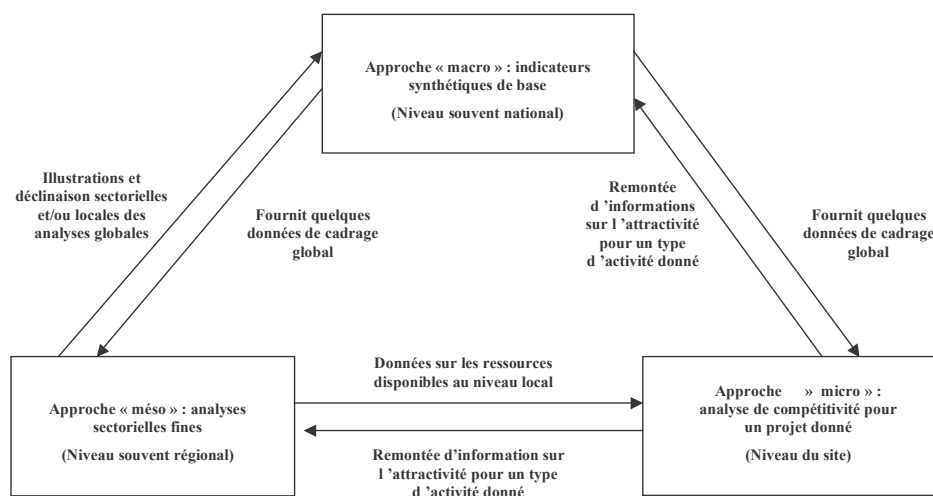 Approche « macro » : indicateurs
synthétiques de base
(Niveau souvent national)
Illustrations et
déclinaison sectorielles
et/ou locales des
analyses globales
Fournit quelques
données de cadrage
global
Remontée
d ’informations
sur l ’attractivité
pour un type
d ’activité donné
Fournit quelques
données de cadrage
global
Approche « méso » : analyses
sectorielles fines
(Niveau souvent régional)
Données sur les ressources
disponibles au niveau local
Remontée d’information sur
l ’attractivité pour un type
d ’activité donné
Approche » micro » :
analyse de compétitivité pour
un projet donné
(Niveau du site)